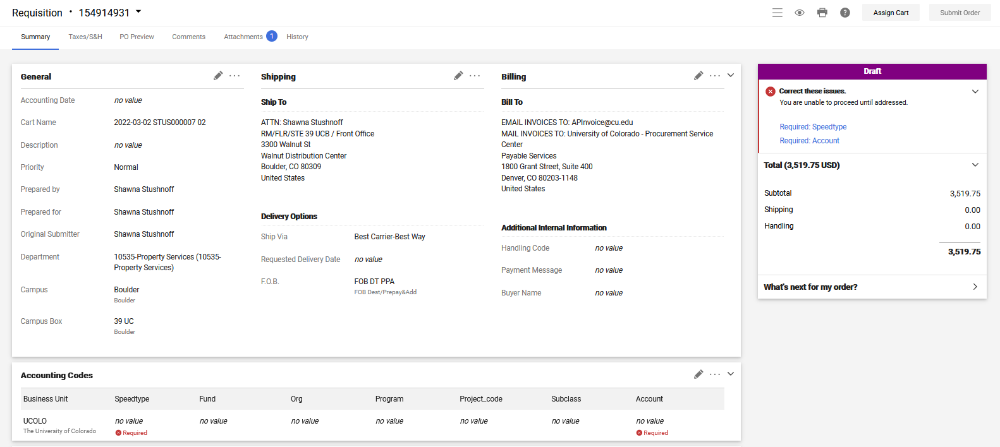 Requisition • 154914931
Assign Cart
Submit Order
Summary
Taxes/S&H
PO Preview
Comments
Attachments 1
History
General
Accounting Date no value
Cart Name 2022-03-02 STUS000007 02
Description no value
Priority Normal
Prepared by Shawna Stushnoff
Prepared for Shawna Stushnoff
Original Submitter Shawna Stushnoff
Department 10535-Property Services (10535-
Property Services)
Campus Boulder
Boulder
Campus Box 39 UC
Boulder
Shipping
Ship To
ATTN: Shawna Stushnoff
RM/FLR/STE 39 UCB / Front Office
3300 Walnut St
Walnut Distribution Center
Boulder, CO 80309
United States
Delivery Options
Ship Via Best Carrier-Best Way
Requested Delivery Date no value
F.O.B. FOB DT PPA
FOB Dest/Prepay&Add
Billing
Bill To
EMAIL INVOICES TO: APInvoice@cu.edu
MAIL INVOICES TO: University of Colorado - Procurement Service
Center
Payable Services
1800 Grant Street, Suite 400
Denver, CO 80203-1148
United States
Additional Internal Information
Handling Code no value
Payment Message no value
Buyer Name no value
Draft
Correct these issues.
You are unable to proceed until addressed.
Required: Speedtype
Required: Account
Total (3,519.75 USD)
Subtotal 3,519.75
Shipping 0.00
Handling 0.00
3,519.75
What's next for my order?
Accounting Codes
Business Unit Speedtype Fund Org Program Project_code Subclass Account
UCOLO no value no value no value no value no value no value no value
The University of Colorado Required Required